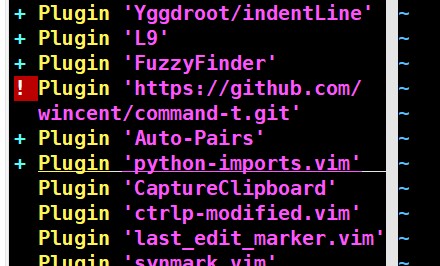 + Plugin 'Yggdroot/indentLine' ~
+ Plugin 'L9' ~
+ Plugin 'FuzzyFinder' ~
! Plugin 'https://github.com/ ~
wincent/command-t.git' ~
+ Plugin 'Auto-Pairs' ~
+ Plugin 'python-imports.vim' ~
Plugin 'CaptureClipboard' ~
Plugin 'ctrlp-modified.vim' ~
Plugin 'last_edit_marker.vim' ~
Plugin 'synmark.vim' ~